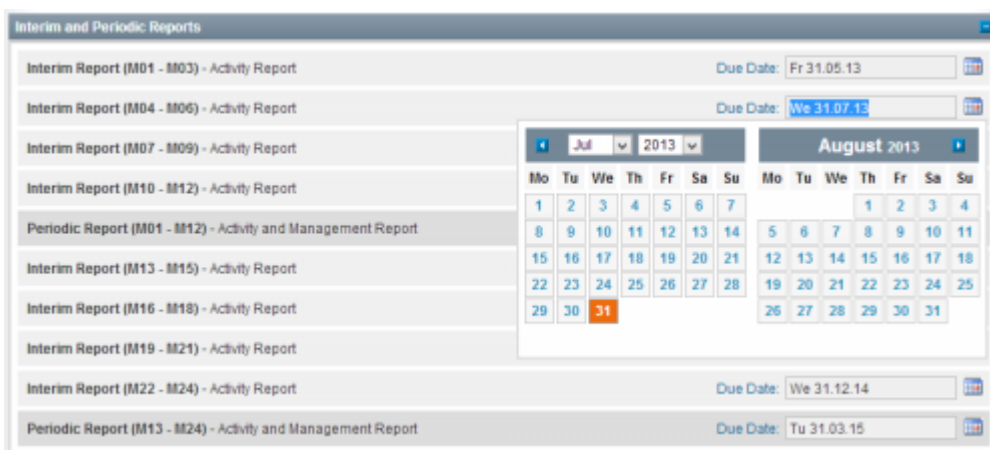 Interim and Periodic Reports
Interim Report (M01 - M03) - Activity Report Due Date: Fr 31.05.13
Interim Report (M04 - M06) - Activity Report Due Date: We 31.07.13
Interim Report (M07 - M09) - Activity Report
Interim Report (M10 - M12) - Activity Report
Periodic Report (M01 - M12) - Activity and Management Report
Interim Report (M13 - M15) - Activity Report
Interim Report (M16 - M18) - Activity Report
Interim Report (M19 - M21) - Activity Report
Jul 2013
Mo Tu We Th Fr Sa Su
1 2 3 4 5 6 7
8 9 10 11 12 13 14
15 16 17 18 19 20 21
22 23 24 25 26 27 28
29 30 31
August 2013
Mo Tu We Th Fr Sa Su
1 2 3 4
5 6 7 8 9 10 11
12 13 14 15 16 17 18
19 20 21 22 23 24 25
26 27 28 29 30 31
Interim Report (M22 - M24) - Activity Report Due Date: We 31.12.14
Periodic Report (M13 - M24) - Activity and Management Report Due Date: Tu 31.03.15